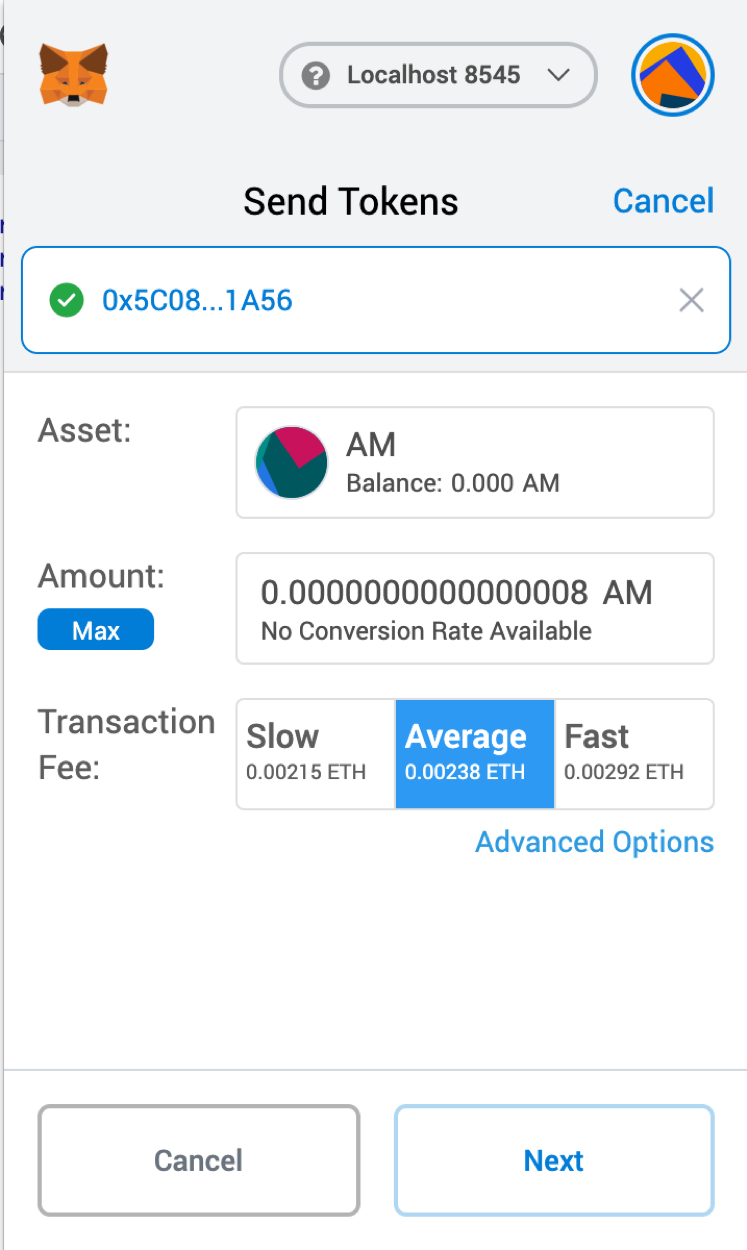 Localhost 8545
Send Tokens
Cancel
0x5C08...1A56
Asset:
AM
Balance: 0.000 AM
Amount:
Max
0.0000000000000008 AM
No Conversion Rate Available
Transaction
Fee:
Slow
0.00215 ETH
Average
0.00238 ETH
Fast
0.00292 ETH
Advanced Options
Cancel
Next